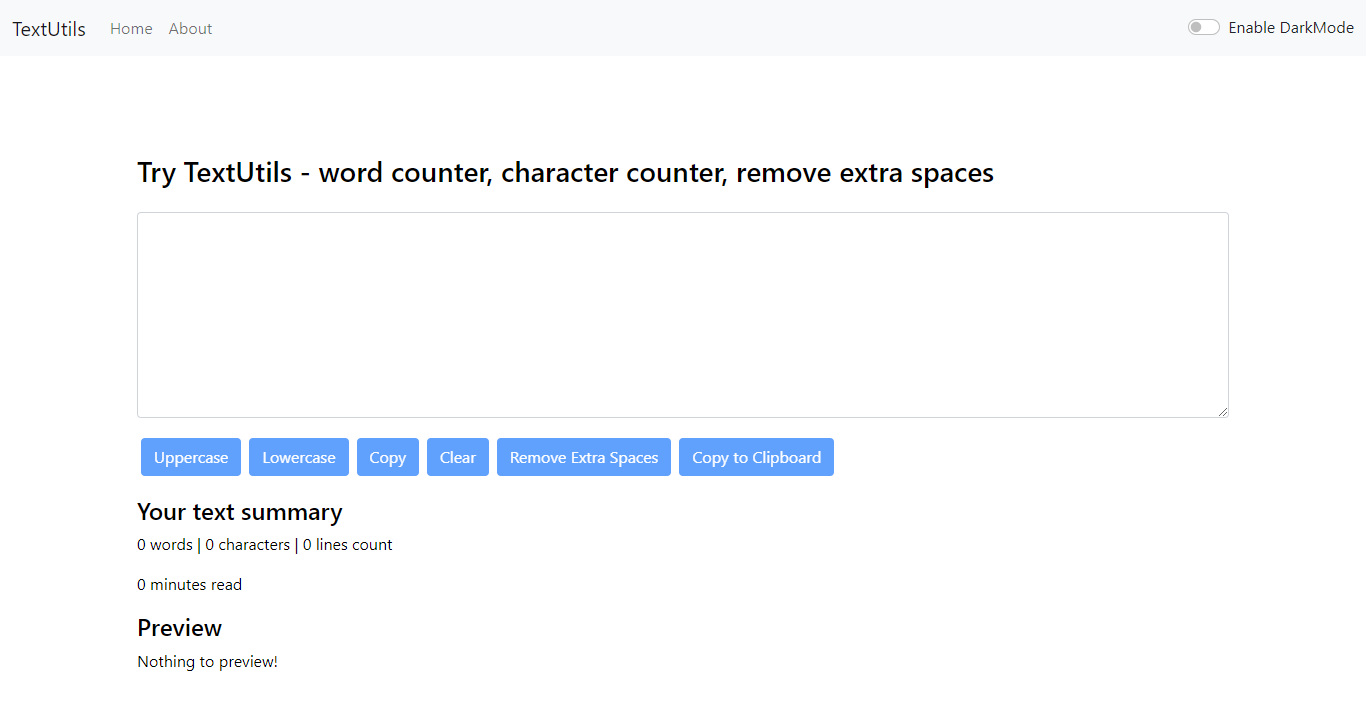 TextUtils Home About Enable DarkMode
Try TextUtils - word counter, character counter, remove extra spaces
Uppercase Lowercase Copy Clear Remove Extra Spaces Copy to Clipboard
Your text summary
0 words | 0 characters | 0 lines count
0 minutes read
Preview
Nothing to preview!